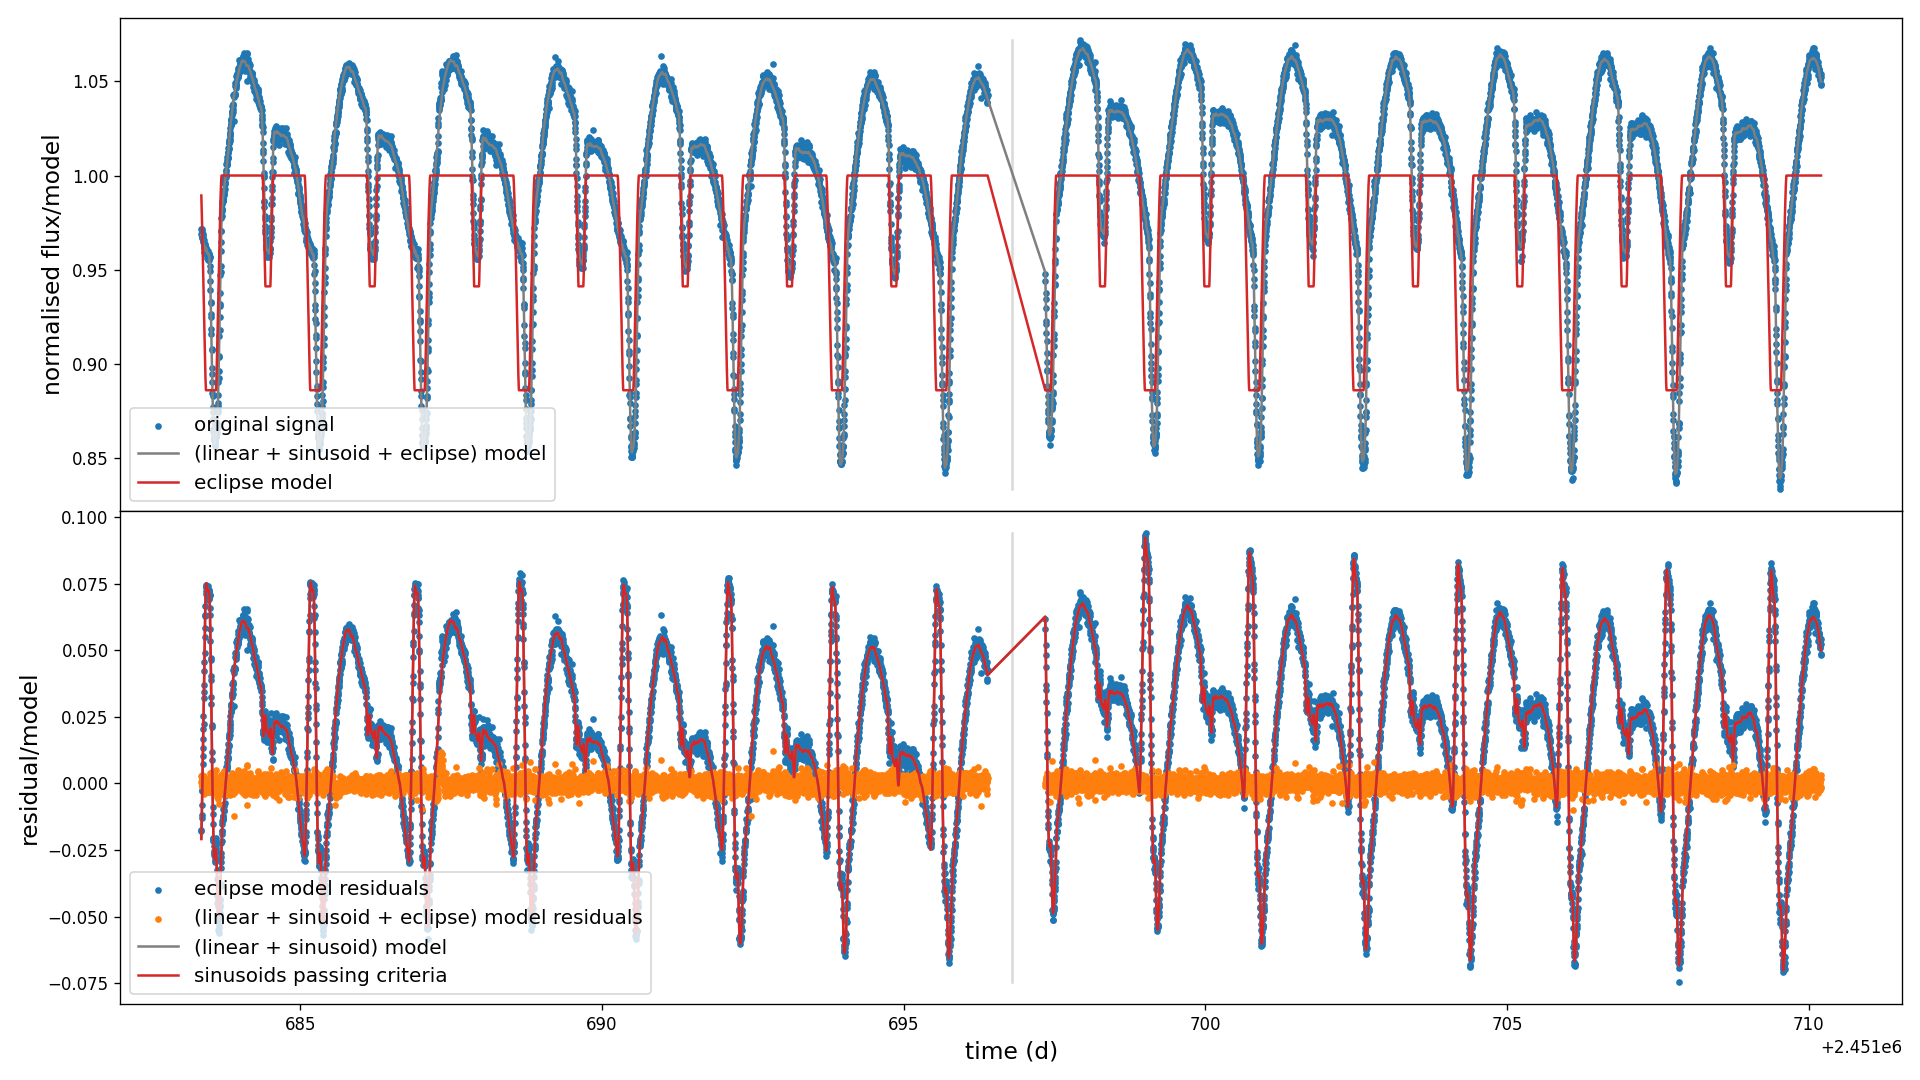 normalised flux/model
1.05
1.00
0.95
0.90
0.85
original signal
(linear + sinusoid + eclipse) model
eclipse model
residual/model
0.100
0.075
0.050
0.025
0.000
−0.025
−0.050
−0.075
eclipse model residuals
(linear + sinusoid + eclipse) model residuals
(linear + sinusoid) model
sinusoids passing criteria
685 690 695 700 705 710
+2.451e6
time (d)